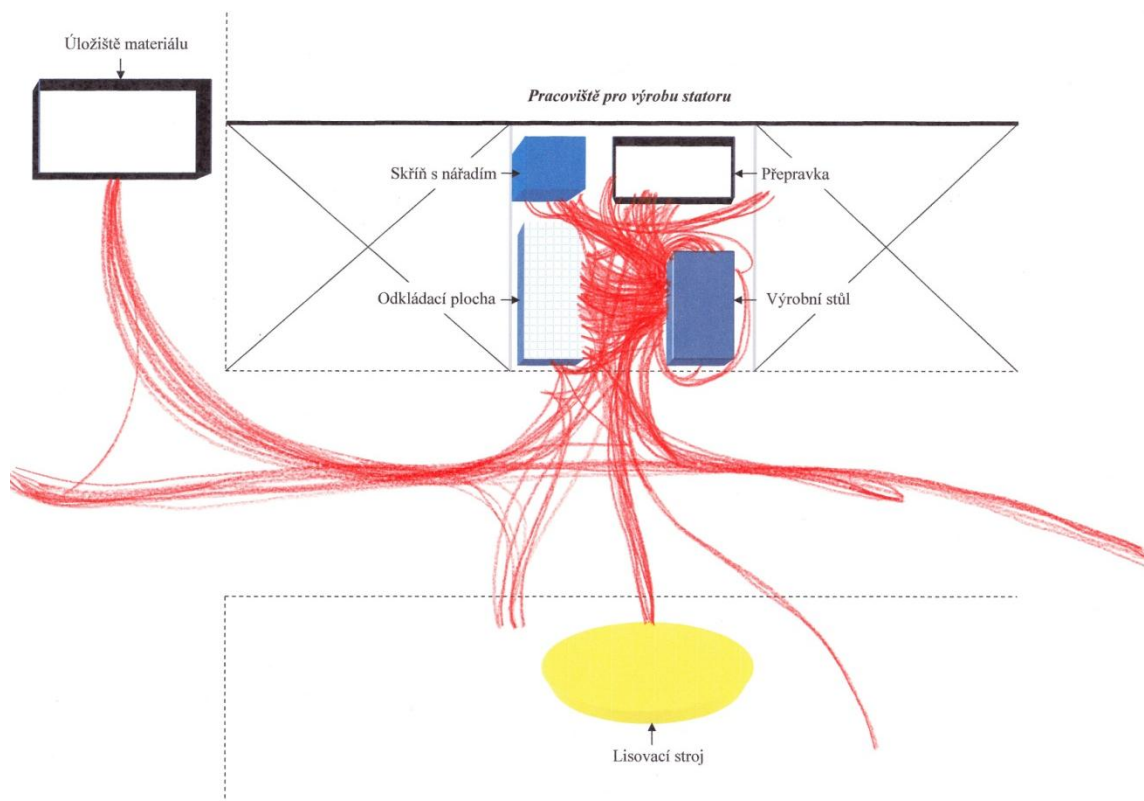 Úložiště materiálu
Pracoviště pro výrobu statoru
Skříň s nářadím
Přepravka
Odkládací plocha
Výrobní stůl
Lisovací stroj